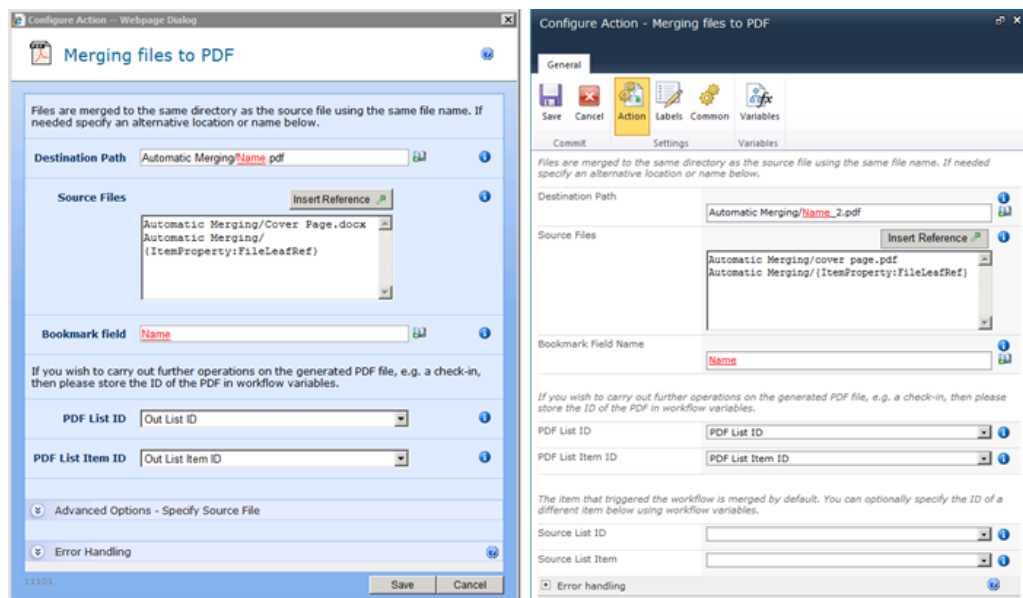 Configure Action -- Webpage Dialog
Merging files to PDF
Files are merged to the same directory as the source file using the same file name. If
needed specify an alternative location or name below.
Destination Path Automatic Merging/Name.pdf
Source Files Insert Reference
Automatic Merging/Cover Page.docx
Automatic Merging/
{ItemProperty:FileLeafRef}
Bookmark field Name
If you wish to carry out further operations on the generated PDF file, e.g. a check-in,
then please store the ID of the PDF in workflow variables.
PDF List ID Out List ID
PDF List Item ID Out List Item ID
Advanced Options - Specify Source File
Error Handling
11101
Save Cancel
Configure Action - Merging files to PDF
General
Save Cancel Action Labels Common Variables
Commit Settings Variables
Files are merged to the same directory as the source file using the same file name. If needed
specify an alternative location or name below.
Destination Path
Automatic Merging/Name_2.pdf
Source Files Insert Reference
Automatic Merging/cover page.pdf
Automatic Merging/{ItemProperty:FileLeafRef}
Bookmark Field Name
Name
If you wish to carry out further operations on the generated PDF file, e.g. a check-in, then please
store the ID of the PDF in workflow variables.
PDF List ID PDF List ID
PDF List Item ID PDF List Item ID
The item that triggered the workflow is merged by default. You can optionally specify the ID of a
different item below using workflow variables.
Source List ID
Source List Item
Error handling